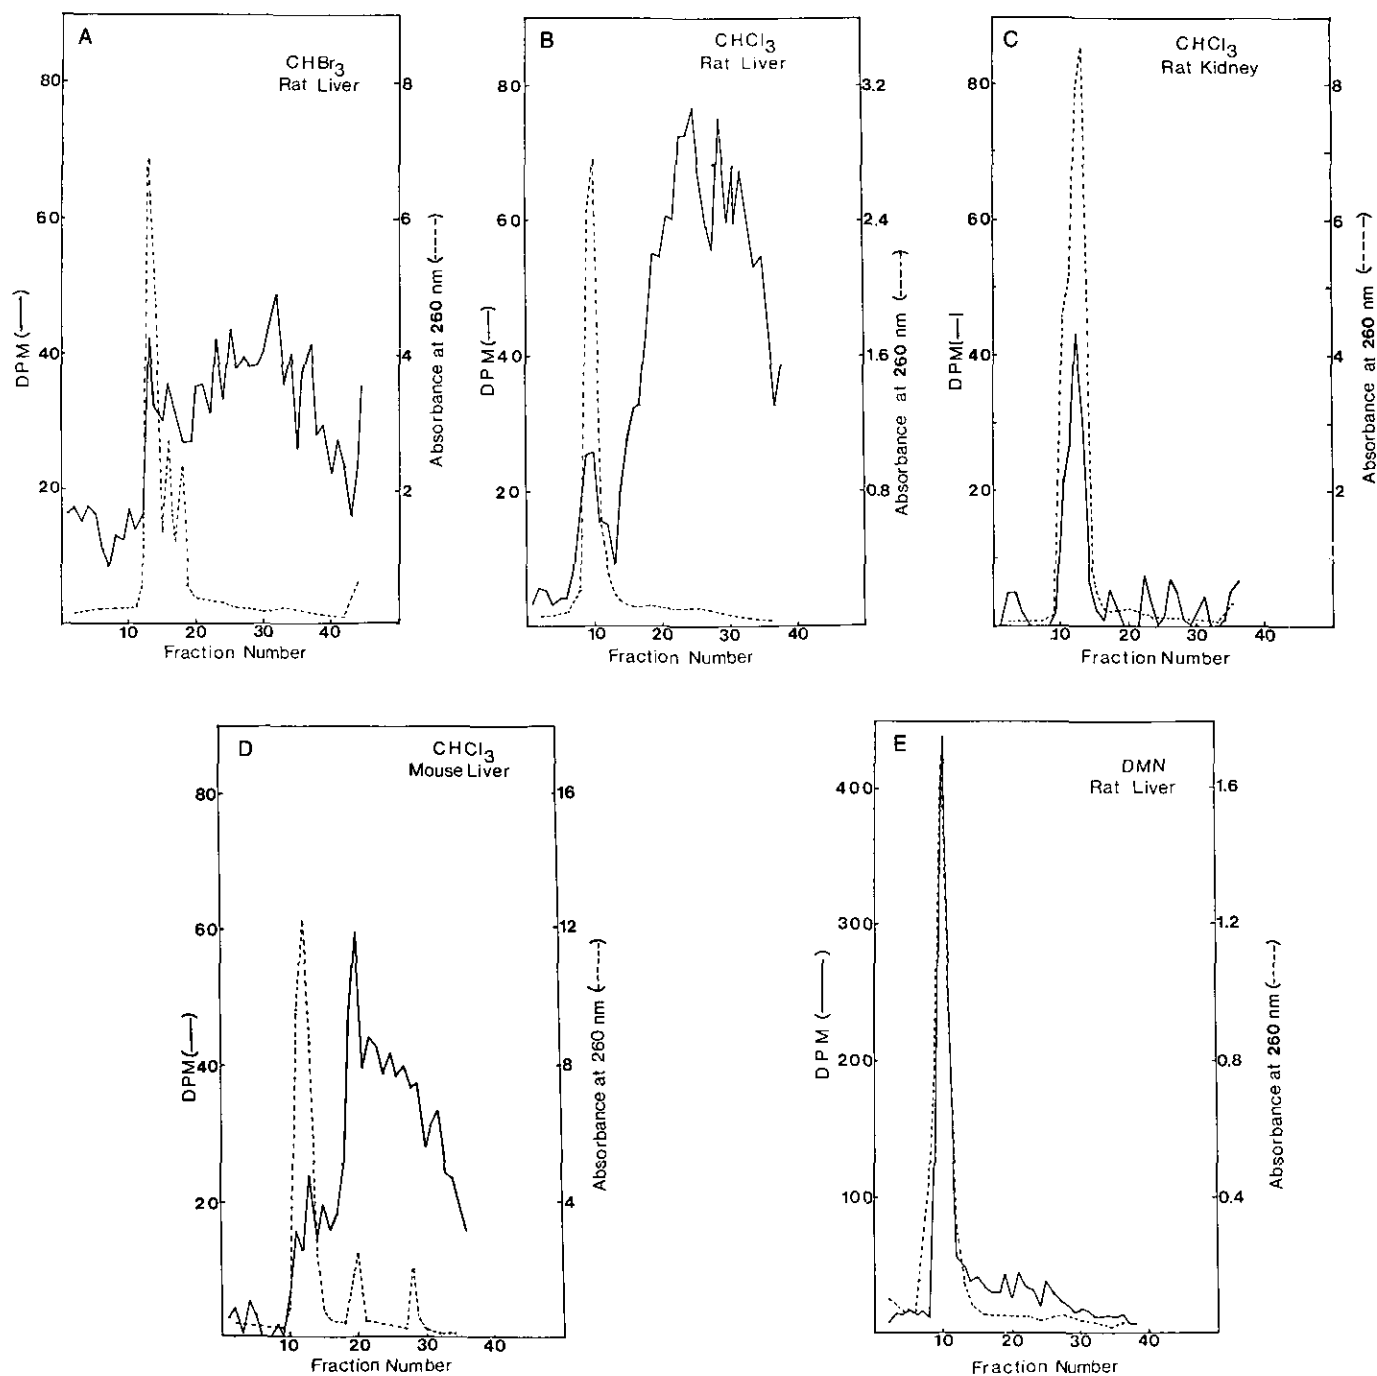 A
CHBr3
Rat Liver
80
60
40
20
8
6
4
2
10
20
30
40
DPM (——)
Absorbance at 260 nm (----)
Fraction Number
B
CHCl3
Rat Liver
80
60
40
20
3.2
2.4
1.6
0.8
10
20
30
40
DPM (——)
Absorbance at 260 nm (----)
Fraction Number
C
CHCl3
Rat Kidney
80
60
40
20
8
6
4
2
10
20
30
40
DPM(——)
Absorbance at 260 nm (----)
Fraction Number
D
CHCl3
Mouse Liver
80
60
40
20
16
12
8
4
10
20
30
40
DPM(——)
Absorbance at 260 nm (----)
Fraction Number
E
DMN
Rat Liver
400
300
200
100
1.6
1.2
0.8
0.4
10
20
30
40
DPM (——)
Absorbance at 260 nm (----)
Fraction Number